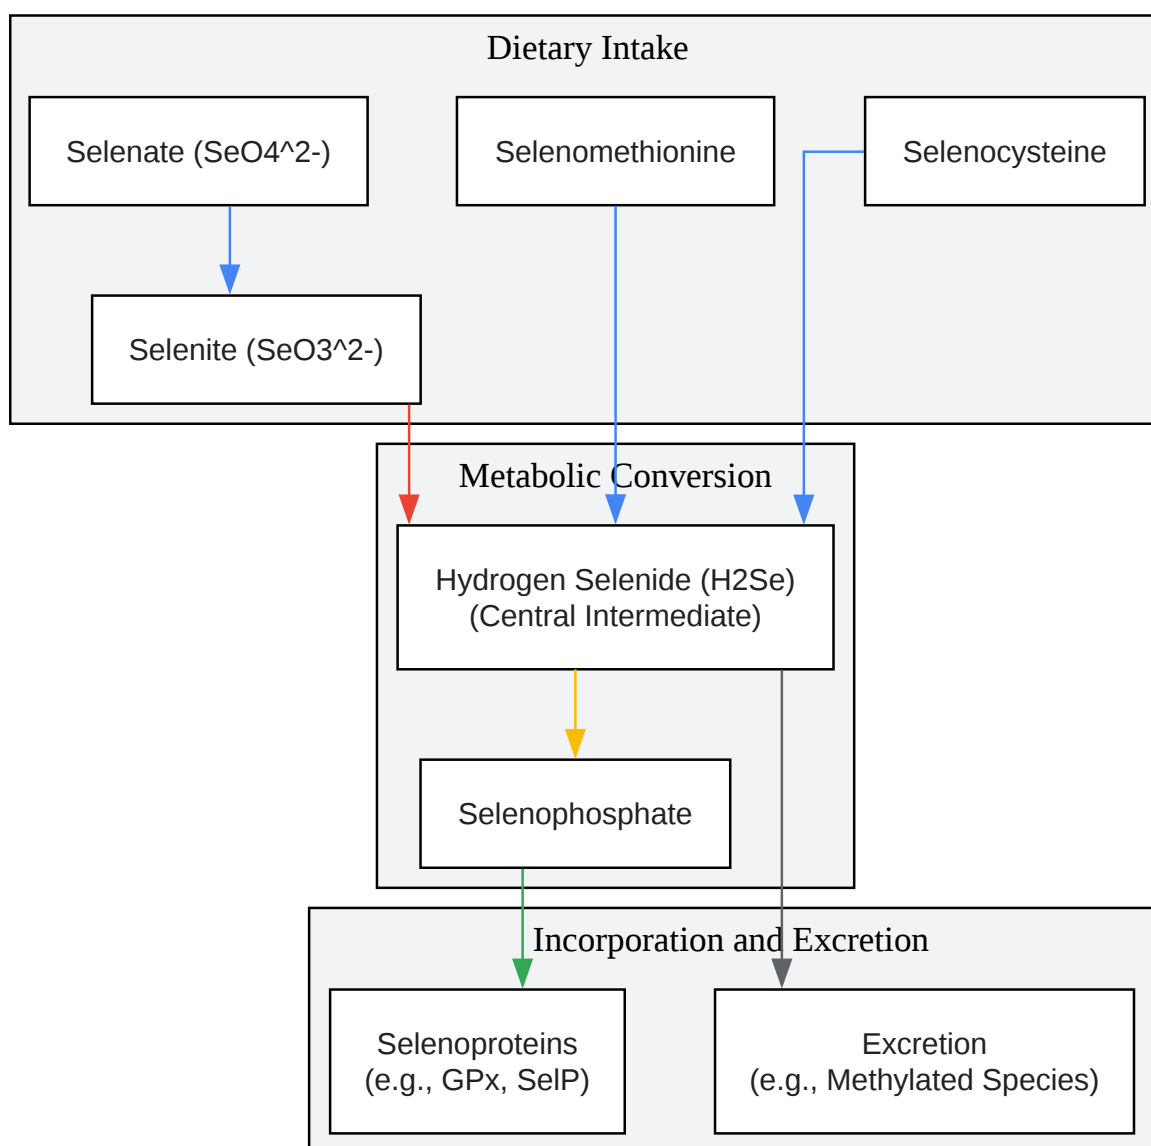 Dietary Intake
Selenate (SeO4^2-)
Selenomethionine
Selenocysteine
Selenite (SeO3^2-)
Metabolic Conversion
Hydrogen Selenide (H2Se)
(Central Intermediate)
Selenophosphate
Incorporation and Excretion
Selenoproteins
(e.g., GPx, SelP)
Excretion
(e.g., Methylated Species)